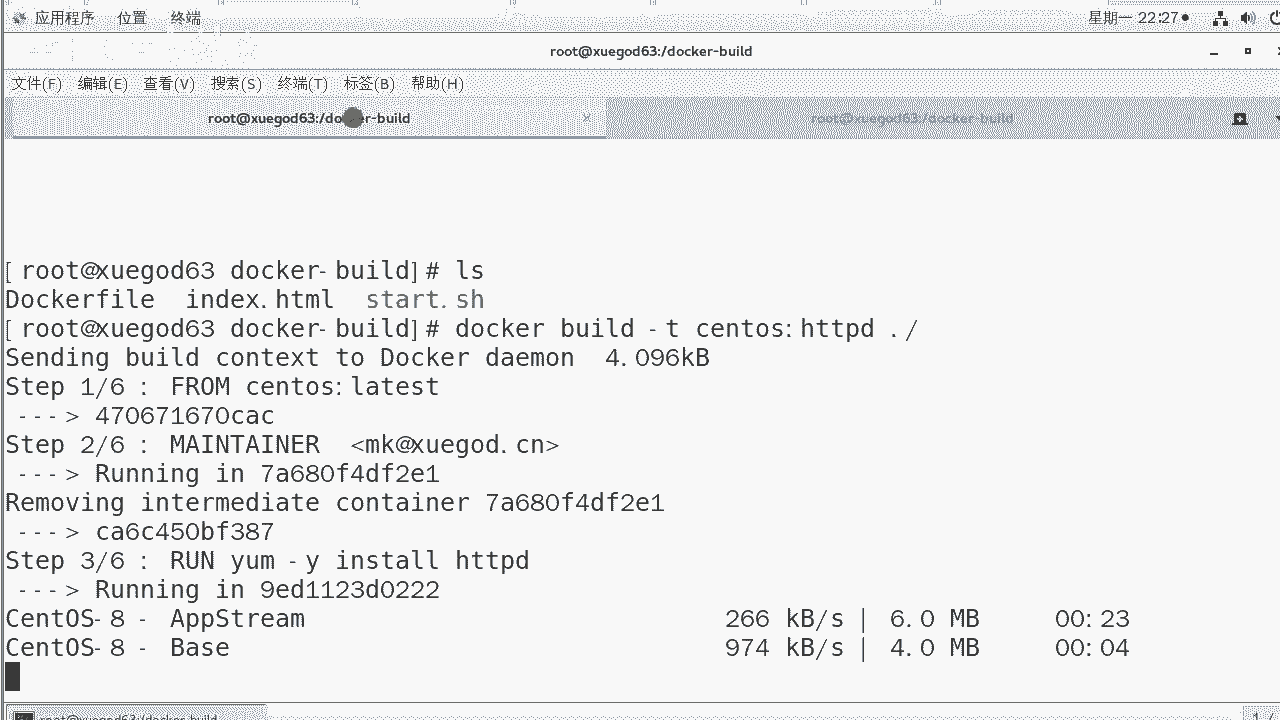 应用程序 位置 终端 星期一 22:27
root@xuegod63:/docker-build
文件(F) 编辑(E) 查看(V) 搜索(S) 终端(T) 标签(B) 帮助(H)
root@xuegod63:/docker-build root@xuegod63:/docker-build
[root@xuegod63 docker-build]# ls
Dockerfile index.html start.sh
[root@xuegod63 docker-build]# docker build -t centos:httpd ./
Sending build context to Docker daemon 4.096kB
Step 1/6 : FROM centos:latest
---> 470671670cac
Step 2/6 : MAINTAINER <mk@xuegod.cn>
---> Running in 7a680f4df2e1
Removing intermediate container 7a680f4df2e1
---> ca6c450bf387
Step 3/6 : RUN yum -y install httpd
---> Running in 9ed1123d0222
CentOS-8 - AppStream 266 kB/s | 6.0 MB 00:23
CentOS-8 - Base 974 kB/s | 4.0 MB 00:04
root@xuegod63:/docker-build